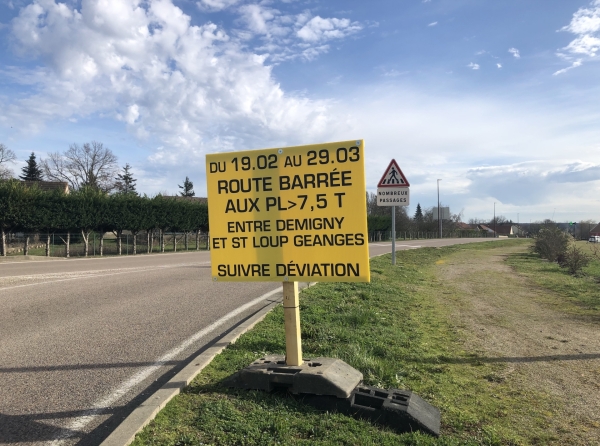 DU 19.02 AU 29.03
ROUTE BARRÉE
AUX PL>7,5 T
ENTRE DEMIGNY
ET ST LOUP GEANGES
SUIVRE DÉVIATION
NOMBREUX
PASSAGES